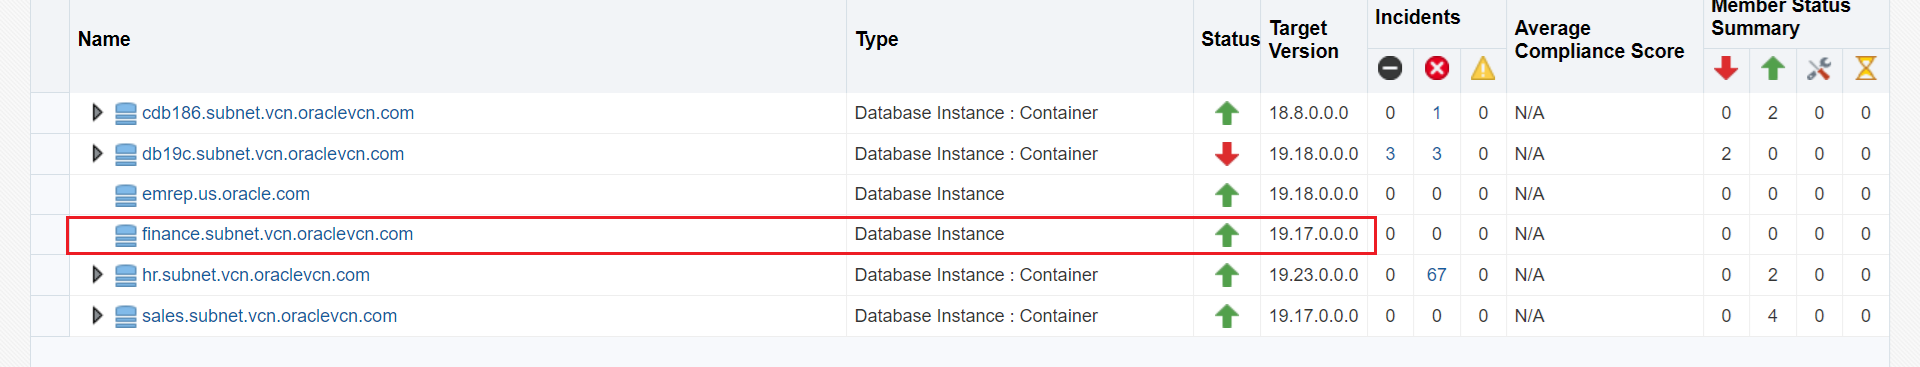 Name Type Status Target Version Incidents Average Compliance Score Member Status Summary
cdb186.subnet.vcn.oraclevcn.com Database Instance : Container 18.8.0.0.0 0 1 0 N/A 0 2 0 0
db19c.subnet.vcn.oraclevcn.com Database Instance : Container 19.18.0.0.0 3 3 0 N/A 2 0 0 0
emrep.us.oracle.com Database Instance 19.18.0.0.0 0 0 0 N/A 0 0 0 0
finance.subnet.vcn.oraclevcn.com Database Instance 19.17.0.0.0 0 0 0 N/A 0 0 0 0
hr.subnet.vcn.oraclevcn.com Database Instance : Container 19.23.0.0.0 0 67 0 N/A 0 2 0 0
sales.subnet.vcn.oraclevcn.com Database Instance : Container 19.17.0.0.0 0 0 0 N/A 0 4 0 0